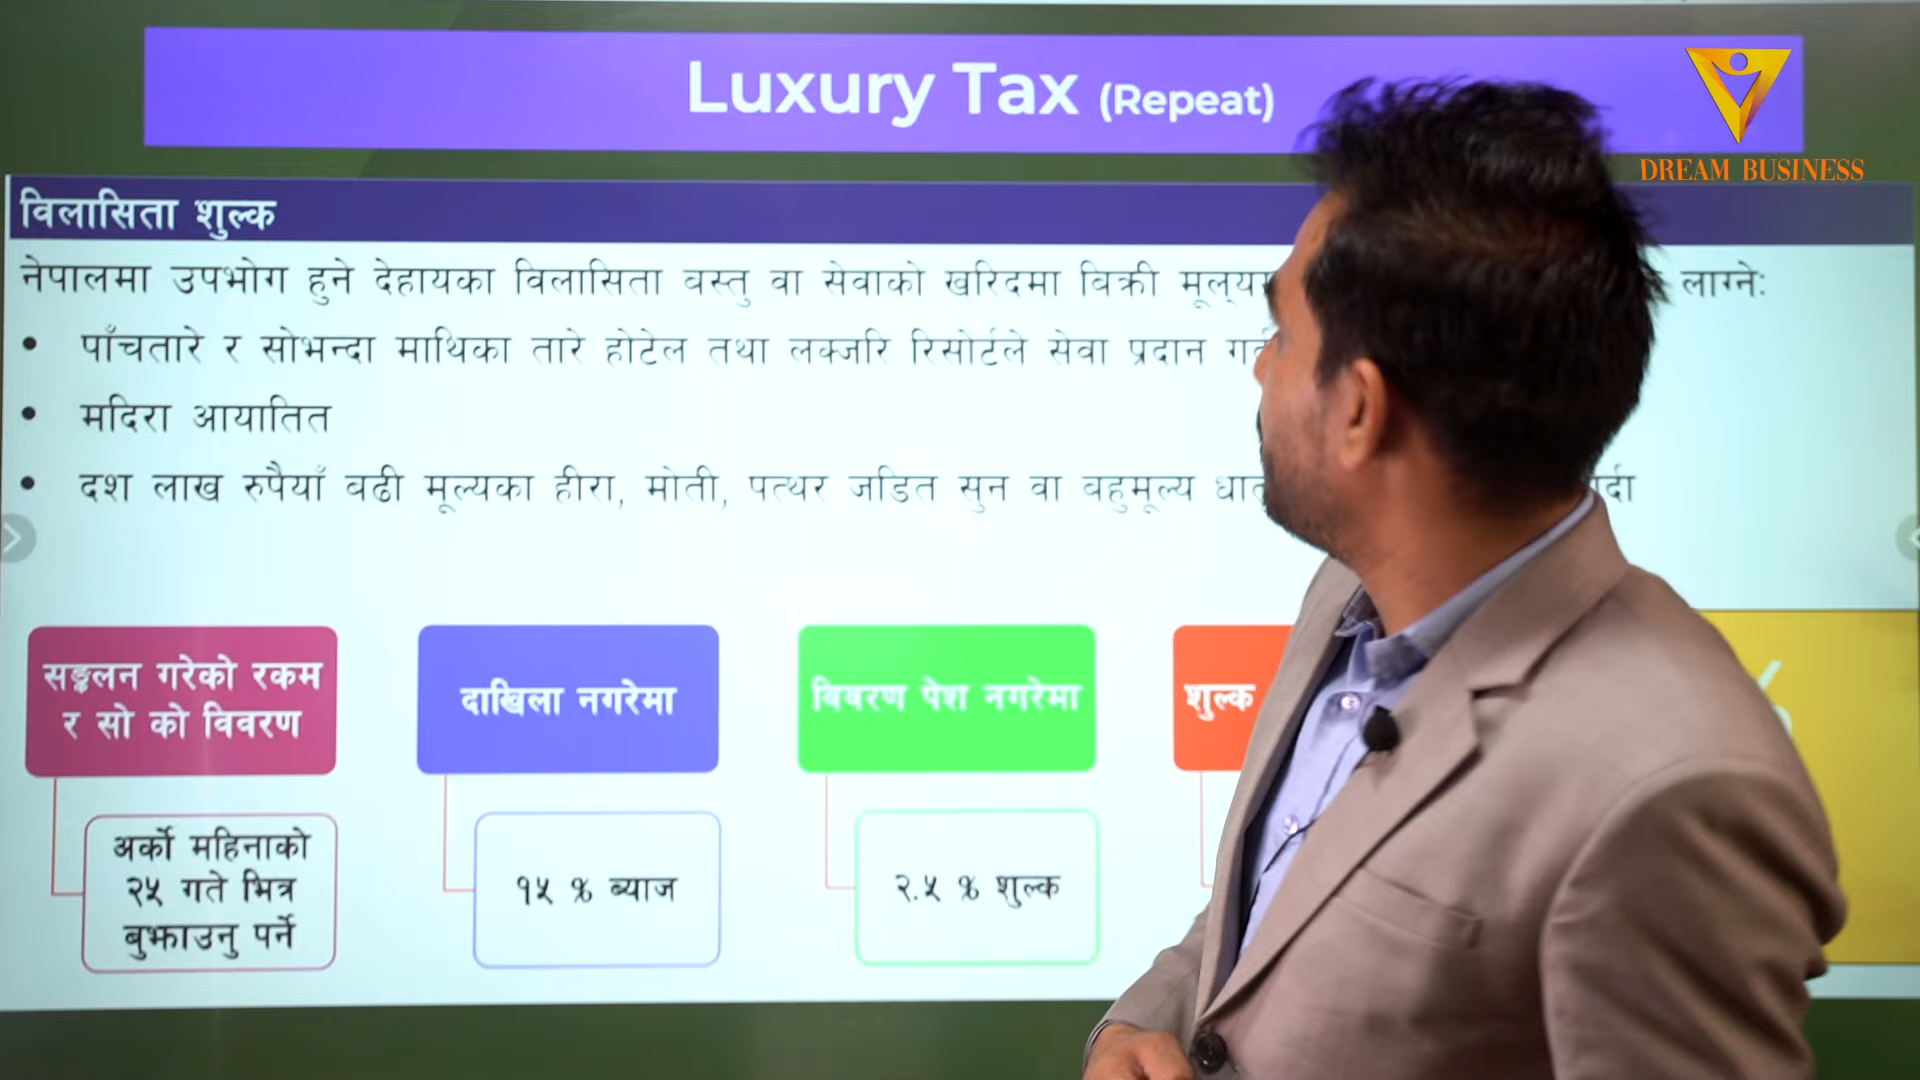 Luxury Tax (Repeat)
DREAM BUSINESS
विलासिता शुल्क
नेपालमा उपभोग हुने देहायका विलासिता वस्तु वा सेवाको खरिदमा बिक्री लाग्नेः
• पाँचतारे र सोभन्दा माथिका तारे होटेल तथा लक्जरि रिसोर्टले सेवा प्रदान
• मदिरा आयातित
• दश लाख रुपैयाँ बढी मूल्यका हीरा, मोती, पत्थर जडित सुन वा बहुमूल्य
सङ्कलन गरेको रकम
र सो को विवरण
दाखिला नगरेमा
विवरण पेश नगरेमा
शुल्क
अर्को महिनाको
२५ गते भित्र
बुझाउनु पर्ने
१५ % ब्याज
२.५ % शुल्क